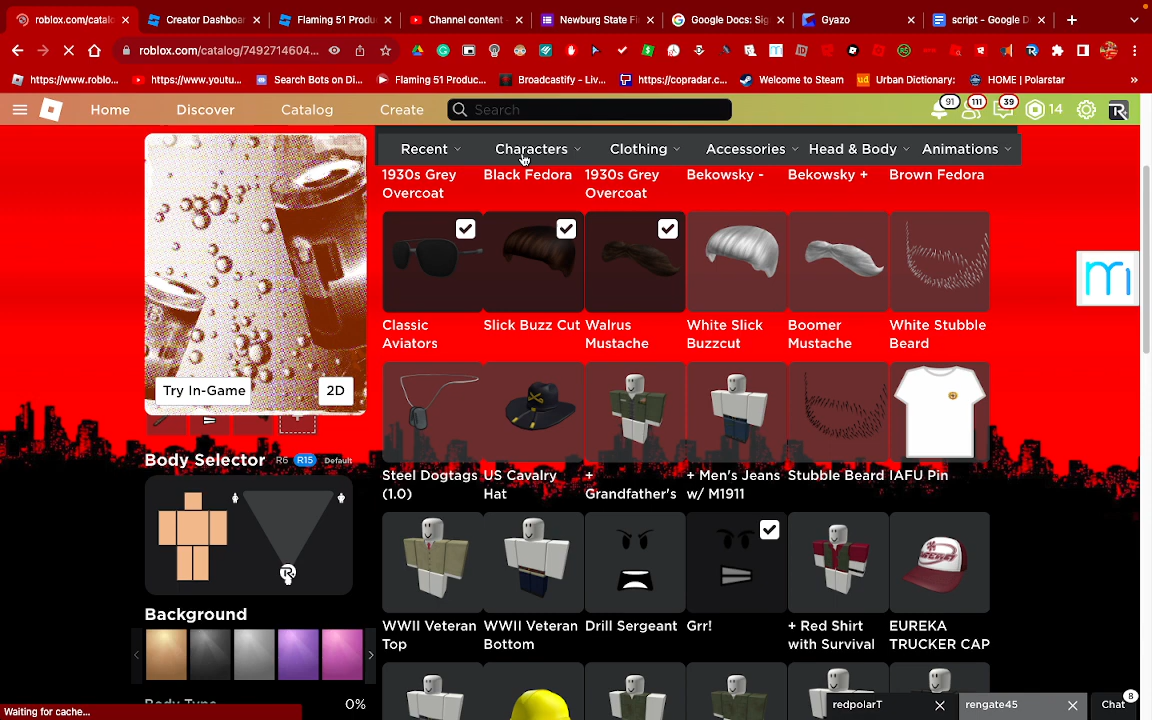 roblox.com/catalo
Creator Dashboar
Flaming 51 Produ
Channel content -
Newburg State Fi
Google Docs: Sig
Gyazo
script - Google D
roblox.com/catalog/7492714604...
https://www.roblo...
https://www.youtu...
Search Bots on Di...
Flaming 51 Produc...
Broadcastify - Liv...
https://copradar.c...
Welcome to Steam
Urban Dictionary:
HOME | Polarstar
Home
Discover
Catalog
Create
Search
91
111
39
14
Recent
Characters
Clothing
Accessories
Head & Body
Animations
1930s Grey Overcoat
Black Fedora
1930s Grey Overcoat
Bekowsky -
Bekowsky +
Brown Fedora
Try In-Game
2D
Classic Aviators
Slick Buzz Cut
Walrus Mustache
White Slick Buzzcut
Boomer Mustache
White Stubble Beard
Body Selector
R6
R15
Default
Steel Dogtags (1.0)
US Cavalry Hat
+ Grandfather's
+ Men's Jeans w/ M1911
Stubble Beard
IAFU Pin
Background
WWII Veteran Top
WWII Veteran Bottom
Drill Sergeant
Grr!
+ Red Shirt with Survival
EUREKA TRUCKER CAP
Body Type
0%
Waiting for cache...
redpolarT
rengate45
Chat
8